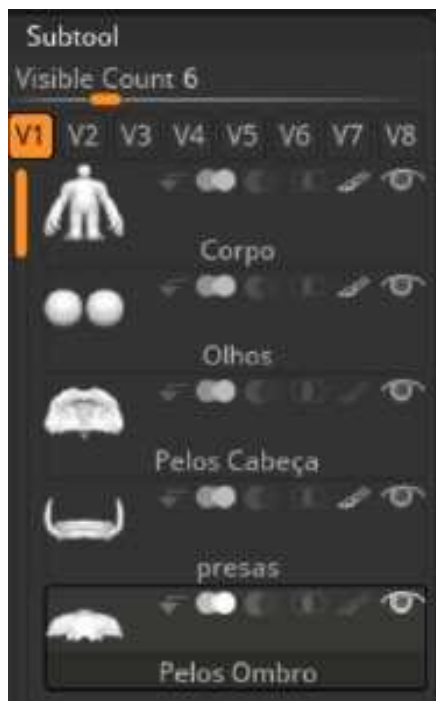 Subtool
Visible Count 6
V1 V2 V3 V4 V5 V6 V7 V8
Corpo
Olhos
Pelos Cabeça
presas
Pelos Ombro